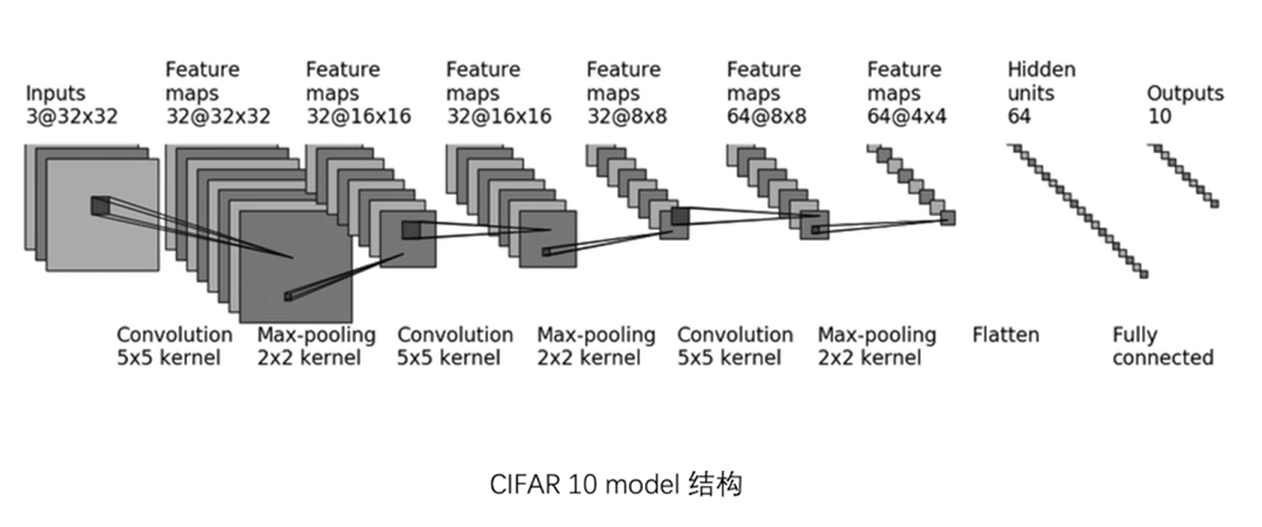 Inputs
3@32x32
Feature
maps
32@32x32
Feature
maps
32@16x16
Feature
maps
32@16x16
Feature
maps
32@8x8
Feature
maps
64@8x8
Feature
maps
64@4x4
Hidden
units
64
Outputs
10
Convolution
5x5 kernel
Max-pooling
2x2 kernel
Convolution
5x5 kernel
Max-pooling
2x2 kernel
Convolution
5x5 kernel
Max-pooling
2x2 kernel
Flatten
Fully
connected
CIFAR 10 model 结构